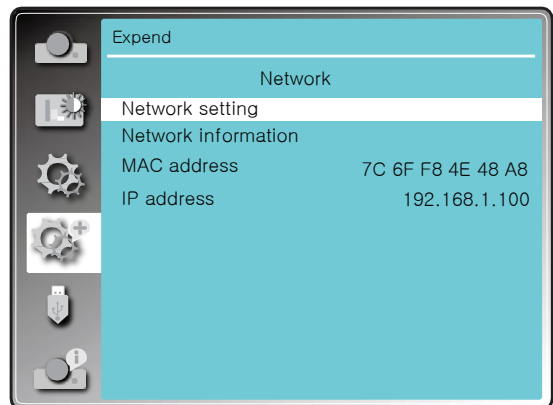 Expend
Network
Network setting
Network information
MAC address 7C 6F F8 4E 48 A8
IP address 192.168.1.100